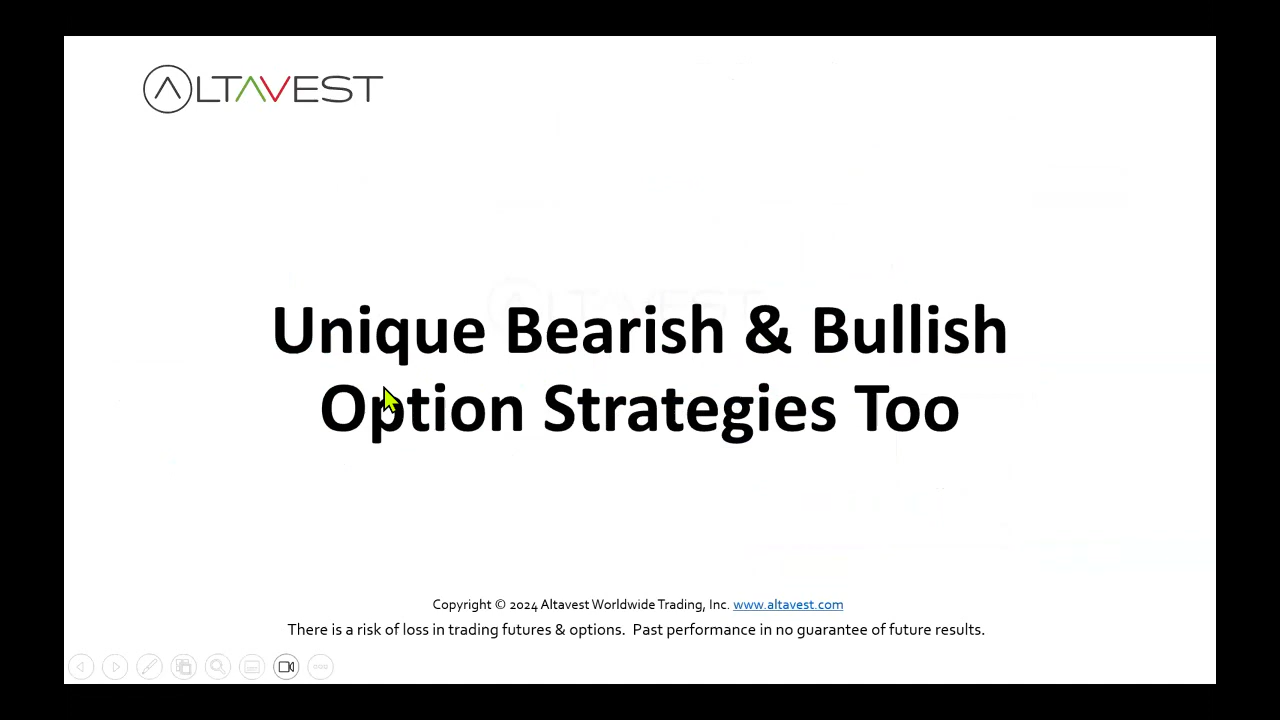 ALTAVEST
Unique Bearish & Bullish
Option Strategies Too
Copyright © 2024 Altavest Worldwide Trading, Inc. www.altavest.com
There is a risk of loss in trading futures & options. Past performance in no guarantee of future results.